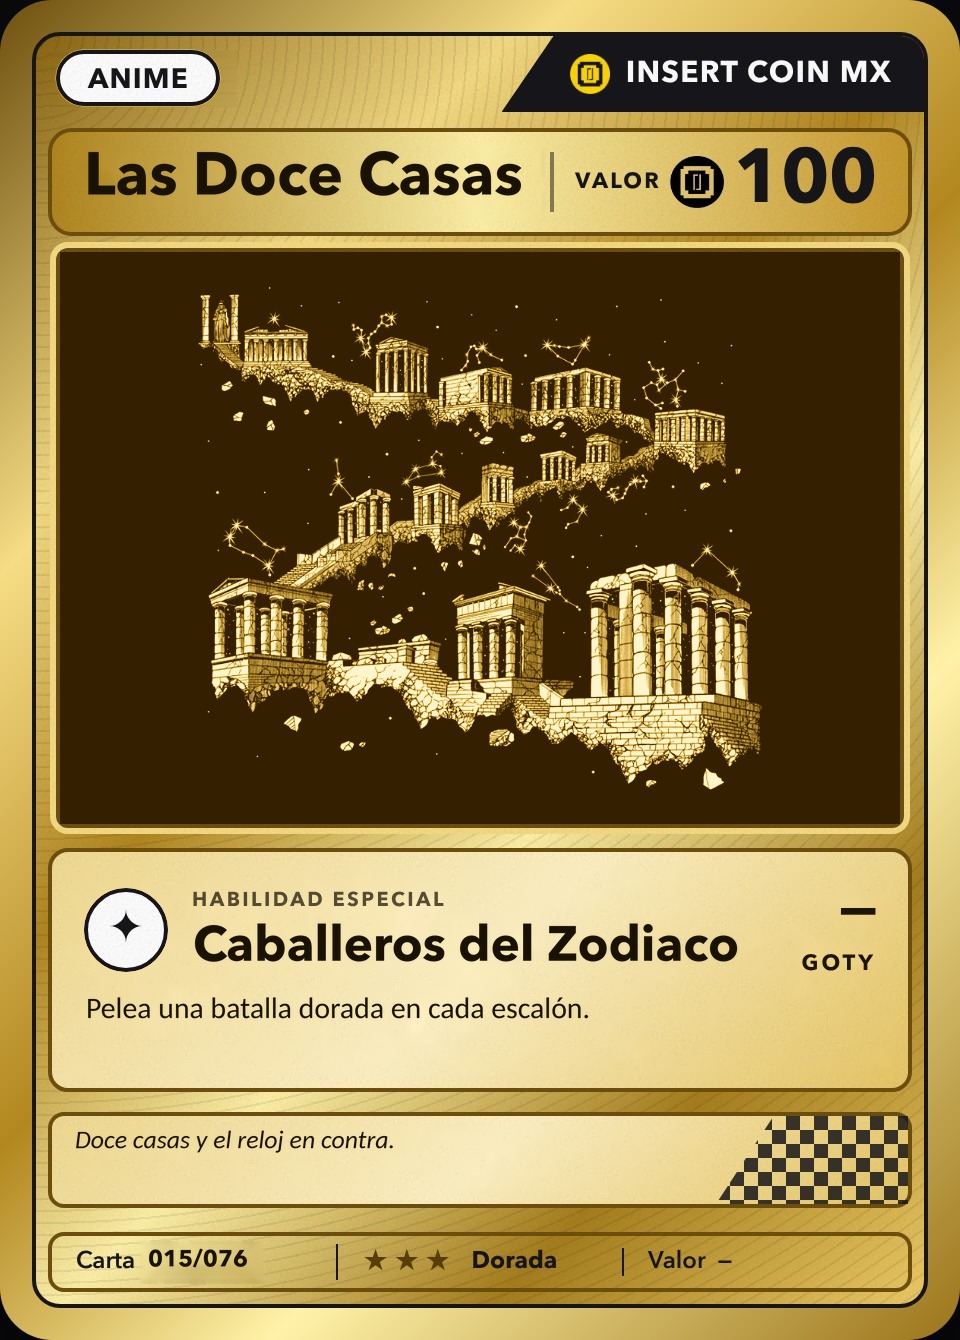 ANIME
INSERT COIN MX
Las Doce Casas
VALOR 100
HABILIDAD ESPECIAL
Caballeros del Zodiaco
–
GOTY
Pelea una batalla dorada en cada escalón.
Doce casas y el reloj en contra.
Carta 015/076
★★★ Dorada
Valor –